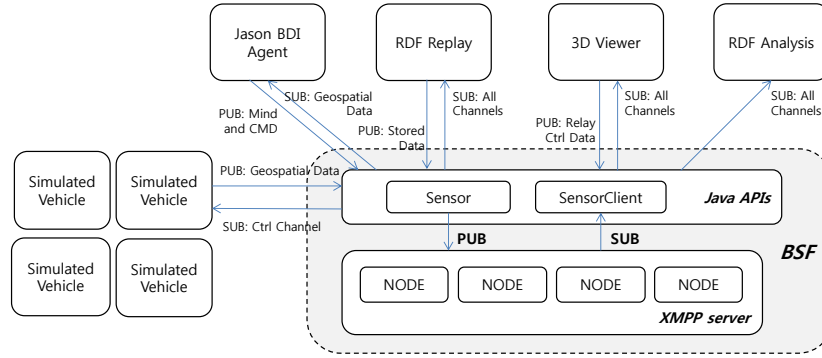 Jason BDI
Agent
RDF Replay
3D Viewer
RDF Analysis
SUB: Geospatial
Data
PUB: Mind
and CMD
SUB: All
Channels
PUB: Stored
Data
SUB: All
Channels
PUB: Relay
Ctrl Data
SUB: All
Channels
Simulated
Vehicle
Simulated
Vehicle
PUB: Geospatial Data
SUB: Ctrl Channel
Sensor
SensorClient
Java APIs
PUB
SUB
BSF
Simulated
Vehicle
Simulated
Vehicle
NODE
NODE
NODE
NODE
XMPP server